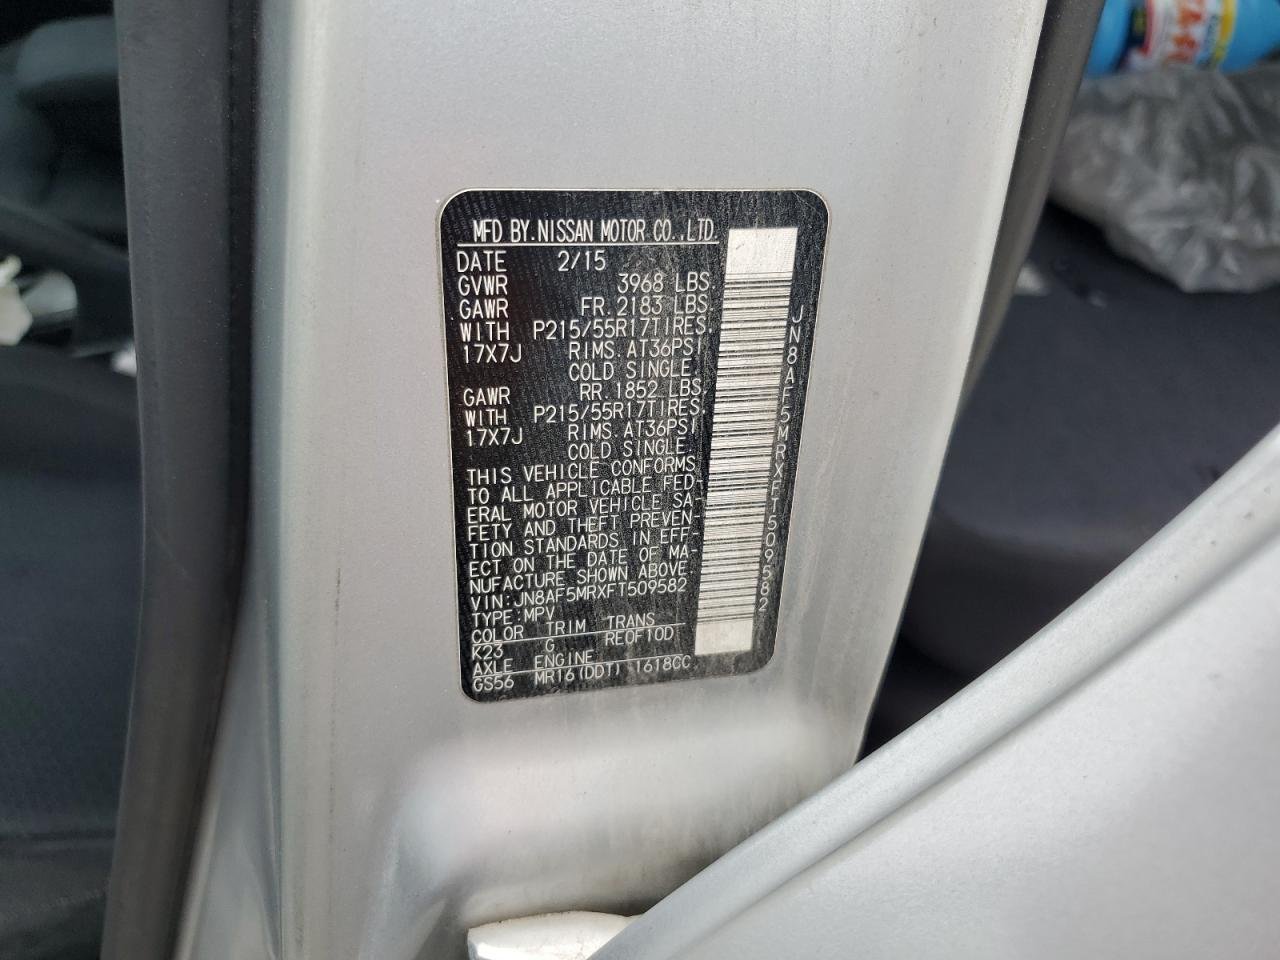 MFD BY.NISSAN MOTOR CO.,LTD.
DATE 2/15
GVWR 3968 LBS.
GAWR FR.2183 LBS.
WITH P215/55R17TIRES.
17X7J RIMS.AT36PSI
COLD SINGLE.
GAWR RR.1852 LBS.
WITH P215/55R17TIRES.
17X7J RIMS.AT36PSI
COLD SINGLE.
THIS VEHICLE CONFORMS
TO ALL APPLICABLE FED-
ERAL MOTOR VEHICLE SA-
FETY AND THEFT PREVEN-
TION STANDARDS IN EFF-
ECT ON THE DATE OF MA-
NUFACTURE SHOWN ABOVE.
VIN:JN8AF5MRXFT509582
TYPE:MPV
COLOR TRIM TRANS
K23 G RE0F10D
AXLE ENGINE
GS56 MR16(DDT) 1618CC
JN8AF5MRXFT509582